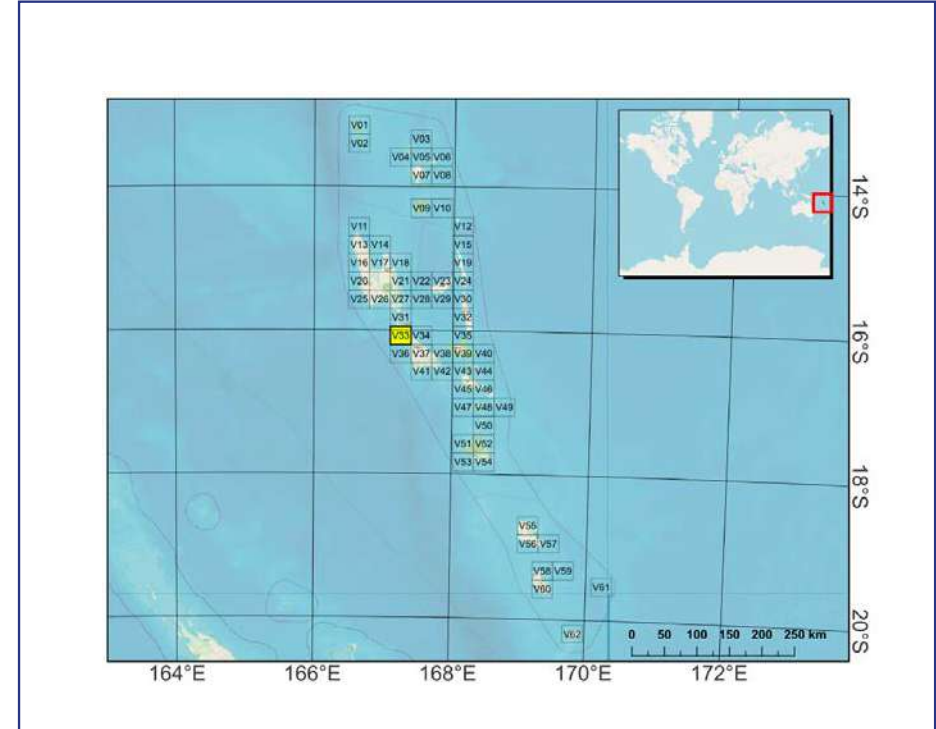 V01
V02 V03
V04 V05 V06
V07 V08
14°S
V09 V10
V11 V12
V13 V14 V15
V16 V17 V18 V19
V20 V21 V22 V23 V24
V25 V26 V27 V28 V29 V30
V31 V32
V33 V34 V35
16°S
V36 V37 V38 V39 V40
V41 V42 V43 V44
V45 V46
V47 V48 V49
V50
V51 V52
V53 V54
18°S
V55
V56 V57
V58 V59
V60 V61
V62
20°S
0 50 100 150 200 250 km
164°E 166°E 168°E 170°E 172°E